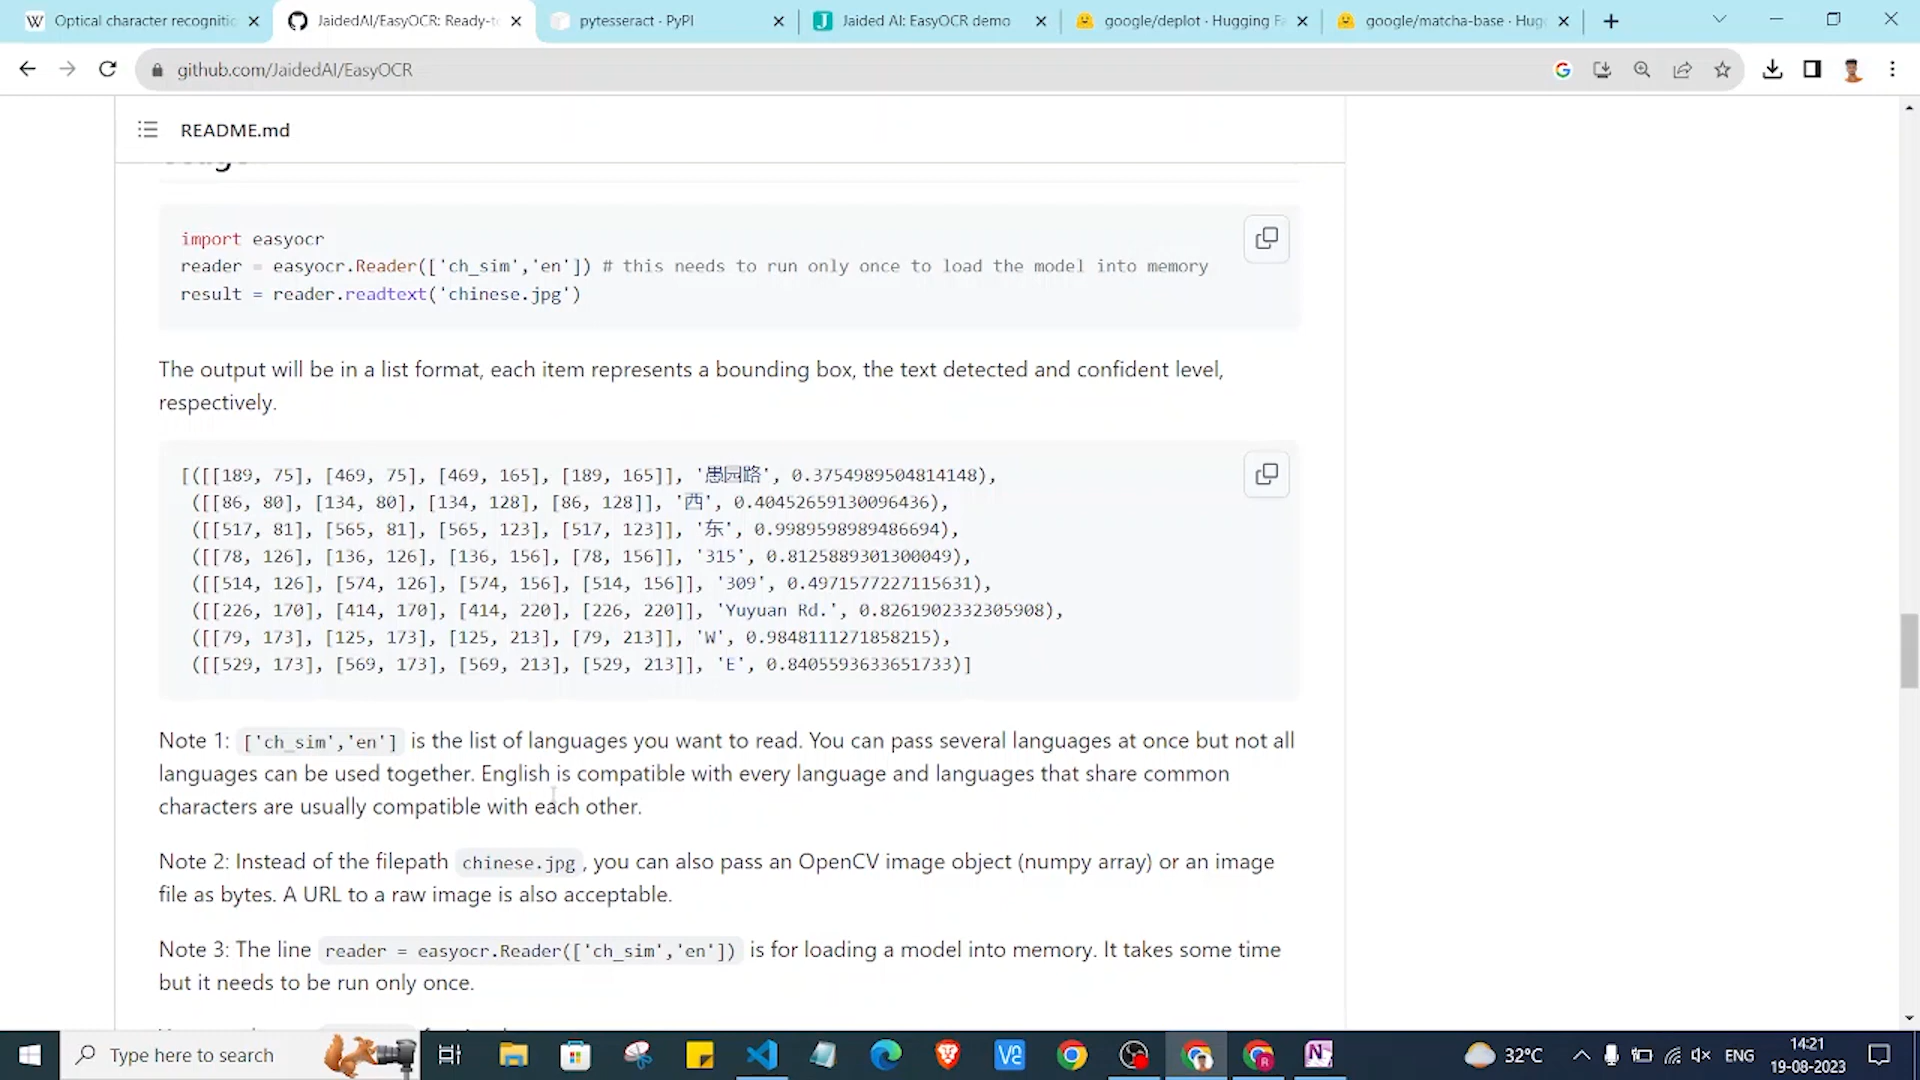 Optical character recognitio
JaidedAI/EasyOCR: Ready-to
pytesseract · PyPI
Jaided AI: EasyOCR demo
google/deplot · Hugging Fa
google/matcha-base · Hug
github.com/JaidedAI/EasyOCR
README.md
import easyocr
reader = easyocr.Reader(['ch_sim','en']) # this needs to run only once to load the model into memory
result = reader.readtext('chinese.jpg')
The output will be in a list format, each item represents a bounding box, the text detected and confident level,
respectively.
[([[189, 75], [469, 75], [469, 165], [189, 165]], '愚园路', 0.3754989504814148),
([[86, 80], [134, 80], [134, 128], [86, 128]], '西', 0.40452659130096436),
([[517, 81], [565, 81], [565, 123], [517, 123]], '东', 0.9989598989486694),
([[78, 126], [136, 126], [136, 156], [78, 156]], '315', 0.8125889301300049),
([[514, 126], [574, 126], [574, 156], [514, 156]], '309', 0.4971577227115631),
([[226, 170], [414, 170], [414, 220], [226, 220]], 'Yuyuan Rd.', 0.8261902332305908),
([[79, 173], [125, 173], [125, 213], [79, 213]], 'W', 0.9848111271858215),
([[529, 173], [569, 173], [569, 213], [529, 213]], 'E', 0.8405593633651733)]
Note 1: ['ch_sim','en'] is the list of languages you want to read. You can pass several languages at once but not all
languages can be used together. English is compatible with every language and languages that share common
characters are usually compatible with each other.
Note 2: Instead of the filepath chinese.jpg, you can also pass an OpenCV image object (numpy array) or an image
file as bytes. A URL to a raw image is also acceptable.
Note 3: The line reader = easyocr.Reader(['ch_sim','en']) is for loading a model into memory. It takes some time
but it needs to be run only once.
Type here to search
32°C
ENG
14:21
19-08-2023